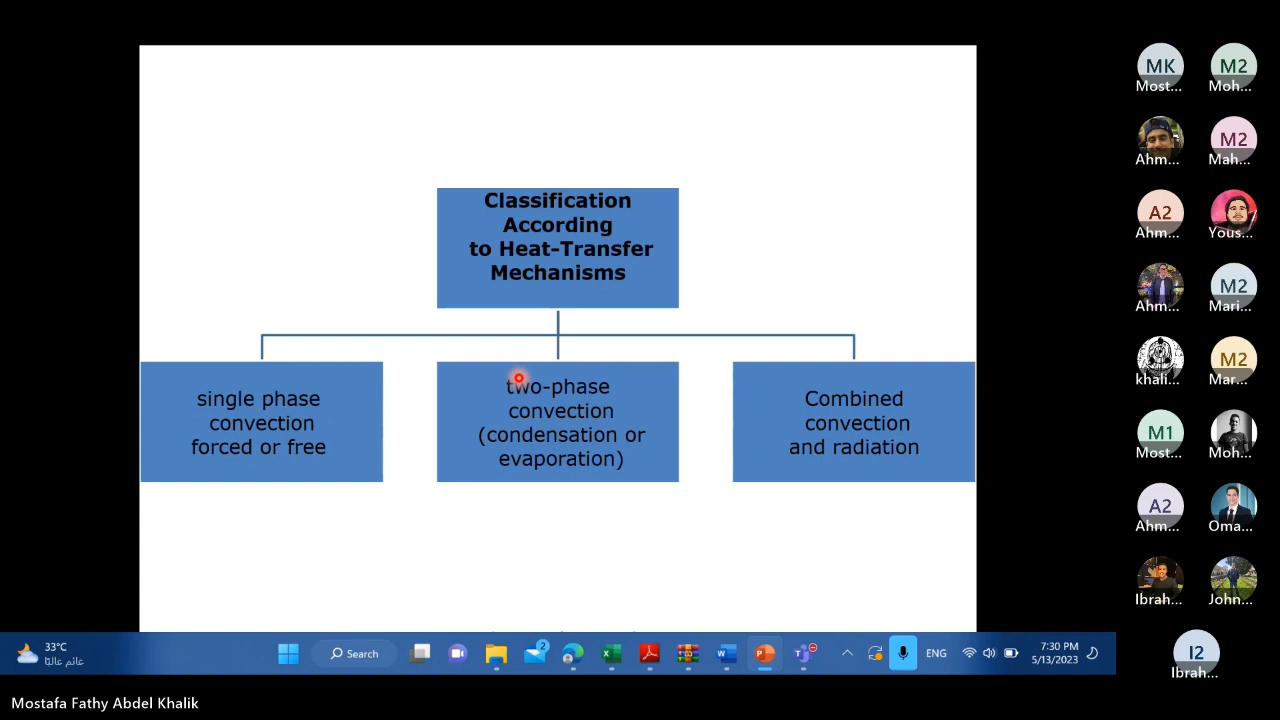 Classification
According
to Heat-Transfer
Mechanisms
single phase
convection
forced or free
two-phase
convection
(condensation or
evaporation)
Combined
convection
and radiation
MK
Most...
M2
Moh...
Ahm...
M2
Mah...
A2
Ahm...
Yous...
Ahm...
M2
Mari...
khali...
M2
Mar...
M1
Most...
Moh...
A2
Ahm...
Oma...
Ibrah...
John...
I2
Ibrah...
33°C
غائم غالبًا
Search
2
ENG
7:30 PM
5/13/2023
Mostafa Fathy Abdel Khalik